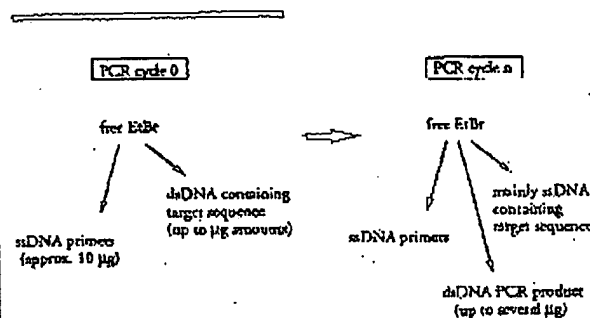 PCR cycle 0
free EtBr
dsDNA containing
target sequence
(up to µg amounts)
ssDNA primers
(approx. 10 µg)
PCR cycle n
free EtBr
mainly ssDNA
containing
target sequence
ssDNA primers
dsDNA PCR product
(up to several µg)